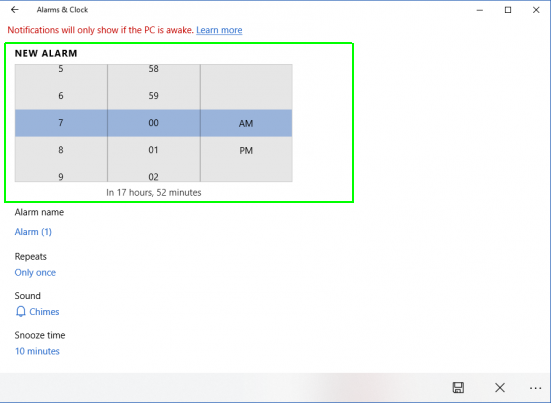 Alarms & Clock
Notifications will only show if the PC is awake. Learn more
NEW ALARM
5 58
6 59
7 00 AM
8 01 PM
9 02
In 17 hours, 52 minutes
Alarm name
Alarm (1)
Repeats
Only once
Sound
Chimes
Snooze time
10 minutes